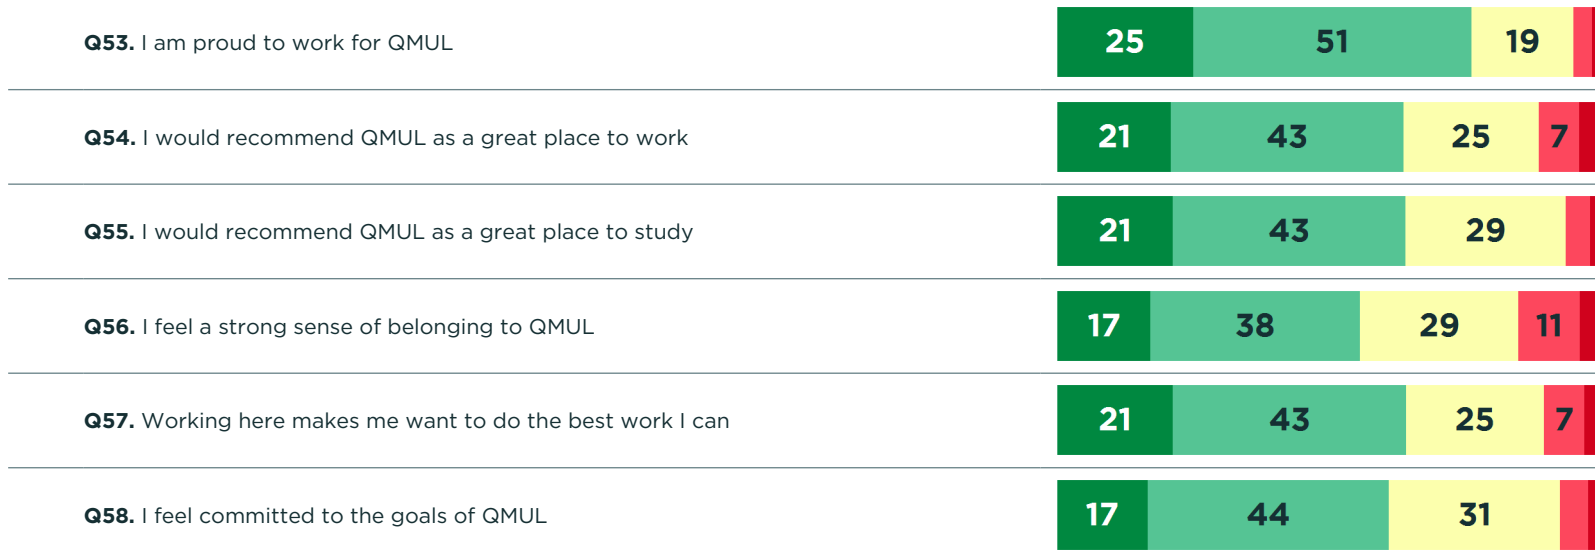 Q53. I am proud to work for QMUL 25 51 19
Q54. I would recommend QMUL as a great place to work 21 43 25 7
Q55. I would recommend QMUL as a great place to study 21 43 29
Q56. I feel a strong sense of belonging to QMUL 17 38 29 11
Q57. Working here makes me want to do the best work I can 21 43 25 7
Q58. I feel committed to the goals of QMUL 17 44 31